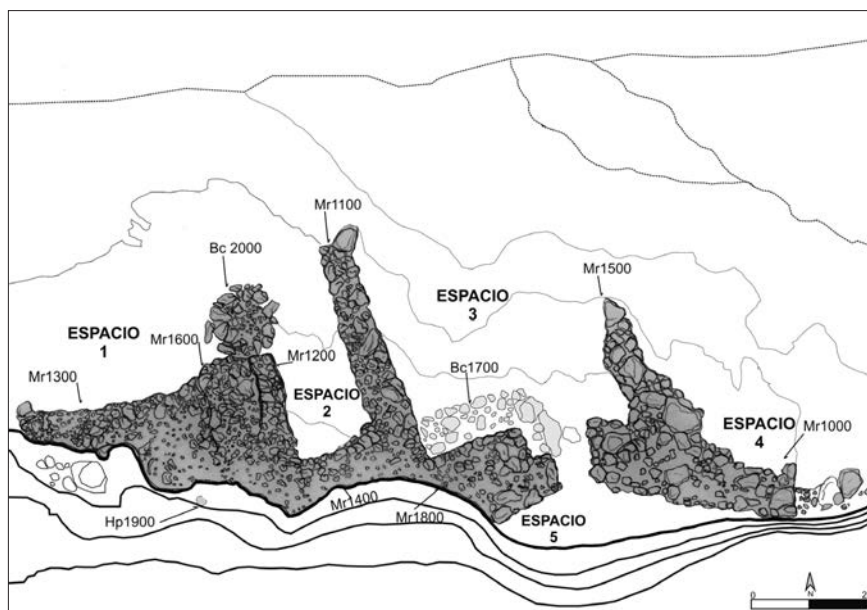 Mr1100
Bc 2000
Mr1500
ESPACIO
3
ESPACIO
1
Mr1600
Mr1200
Mr1300
ESPACIO
2
Bc1700
ESPACIO
4
Mr1000
Mr1400
Hp1900
Mr1800
ESPACIO
5
0
N